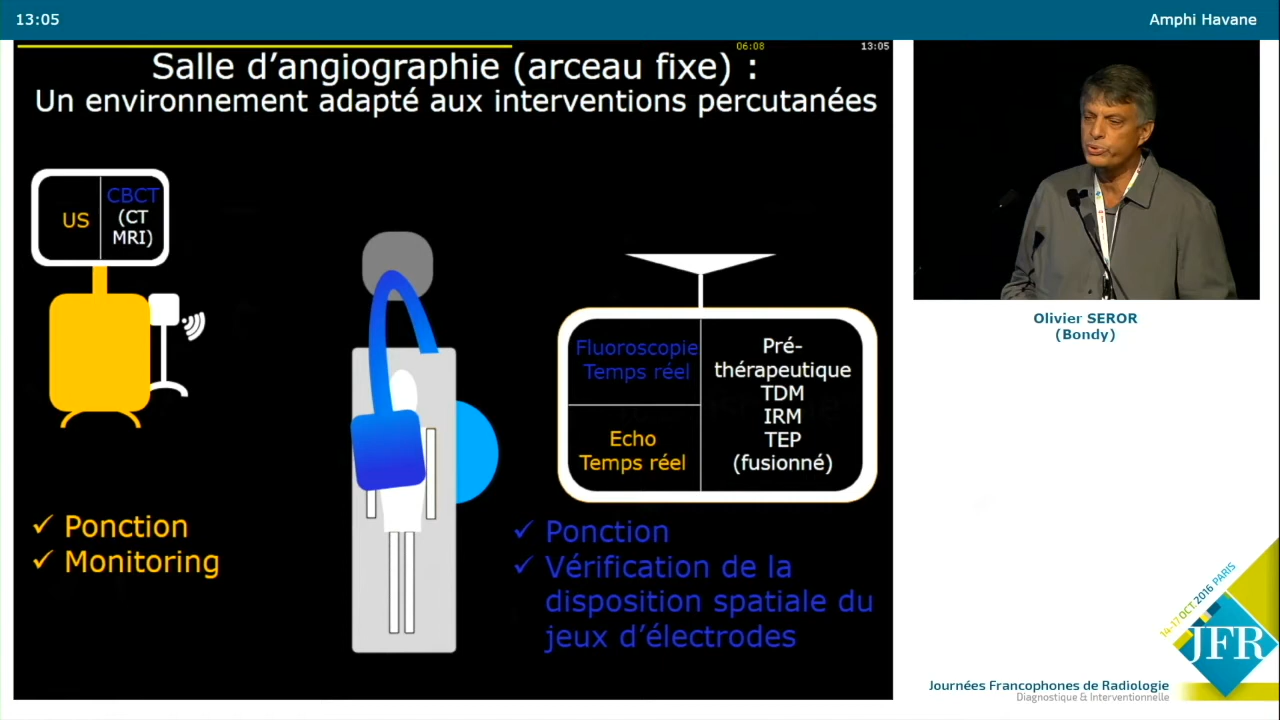 13:05
Amphi Havane
06:08
13:05
Salle d’angiographie (arceau fixe) :
Un environnement adapté aux interventions percutanées
US
CBCT
(CT
MRI)
✓ Ponction
✓ Monitoring
Fluoroscopie
Temps réel
Echo
Temps réel
Pré-
thérapeutique
TDM
IRM
TEP
(fusionné)
✓ Ponction
✓ Vérification de la
disposition spatiale du
jeux d’électrodes
Olivier SEROR
(Bondy)
14-17 OCT. 2016 PARIS
JFR
Journées Francophones de Radiologie
Diagnostique & Interventionnelle